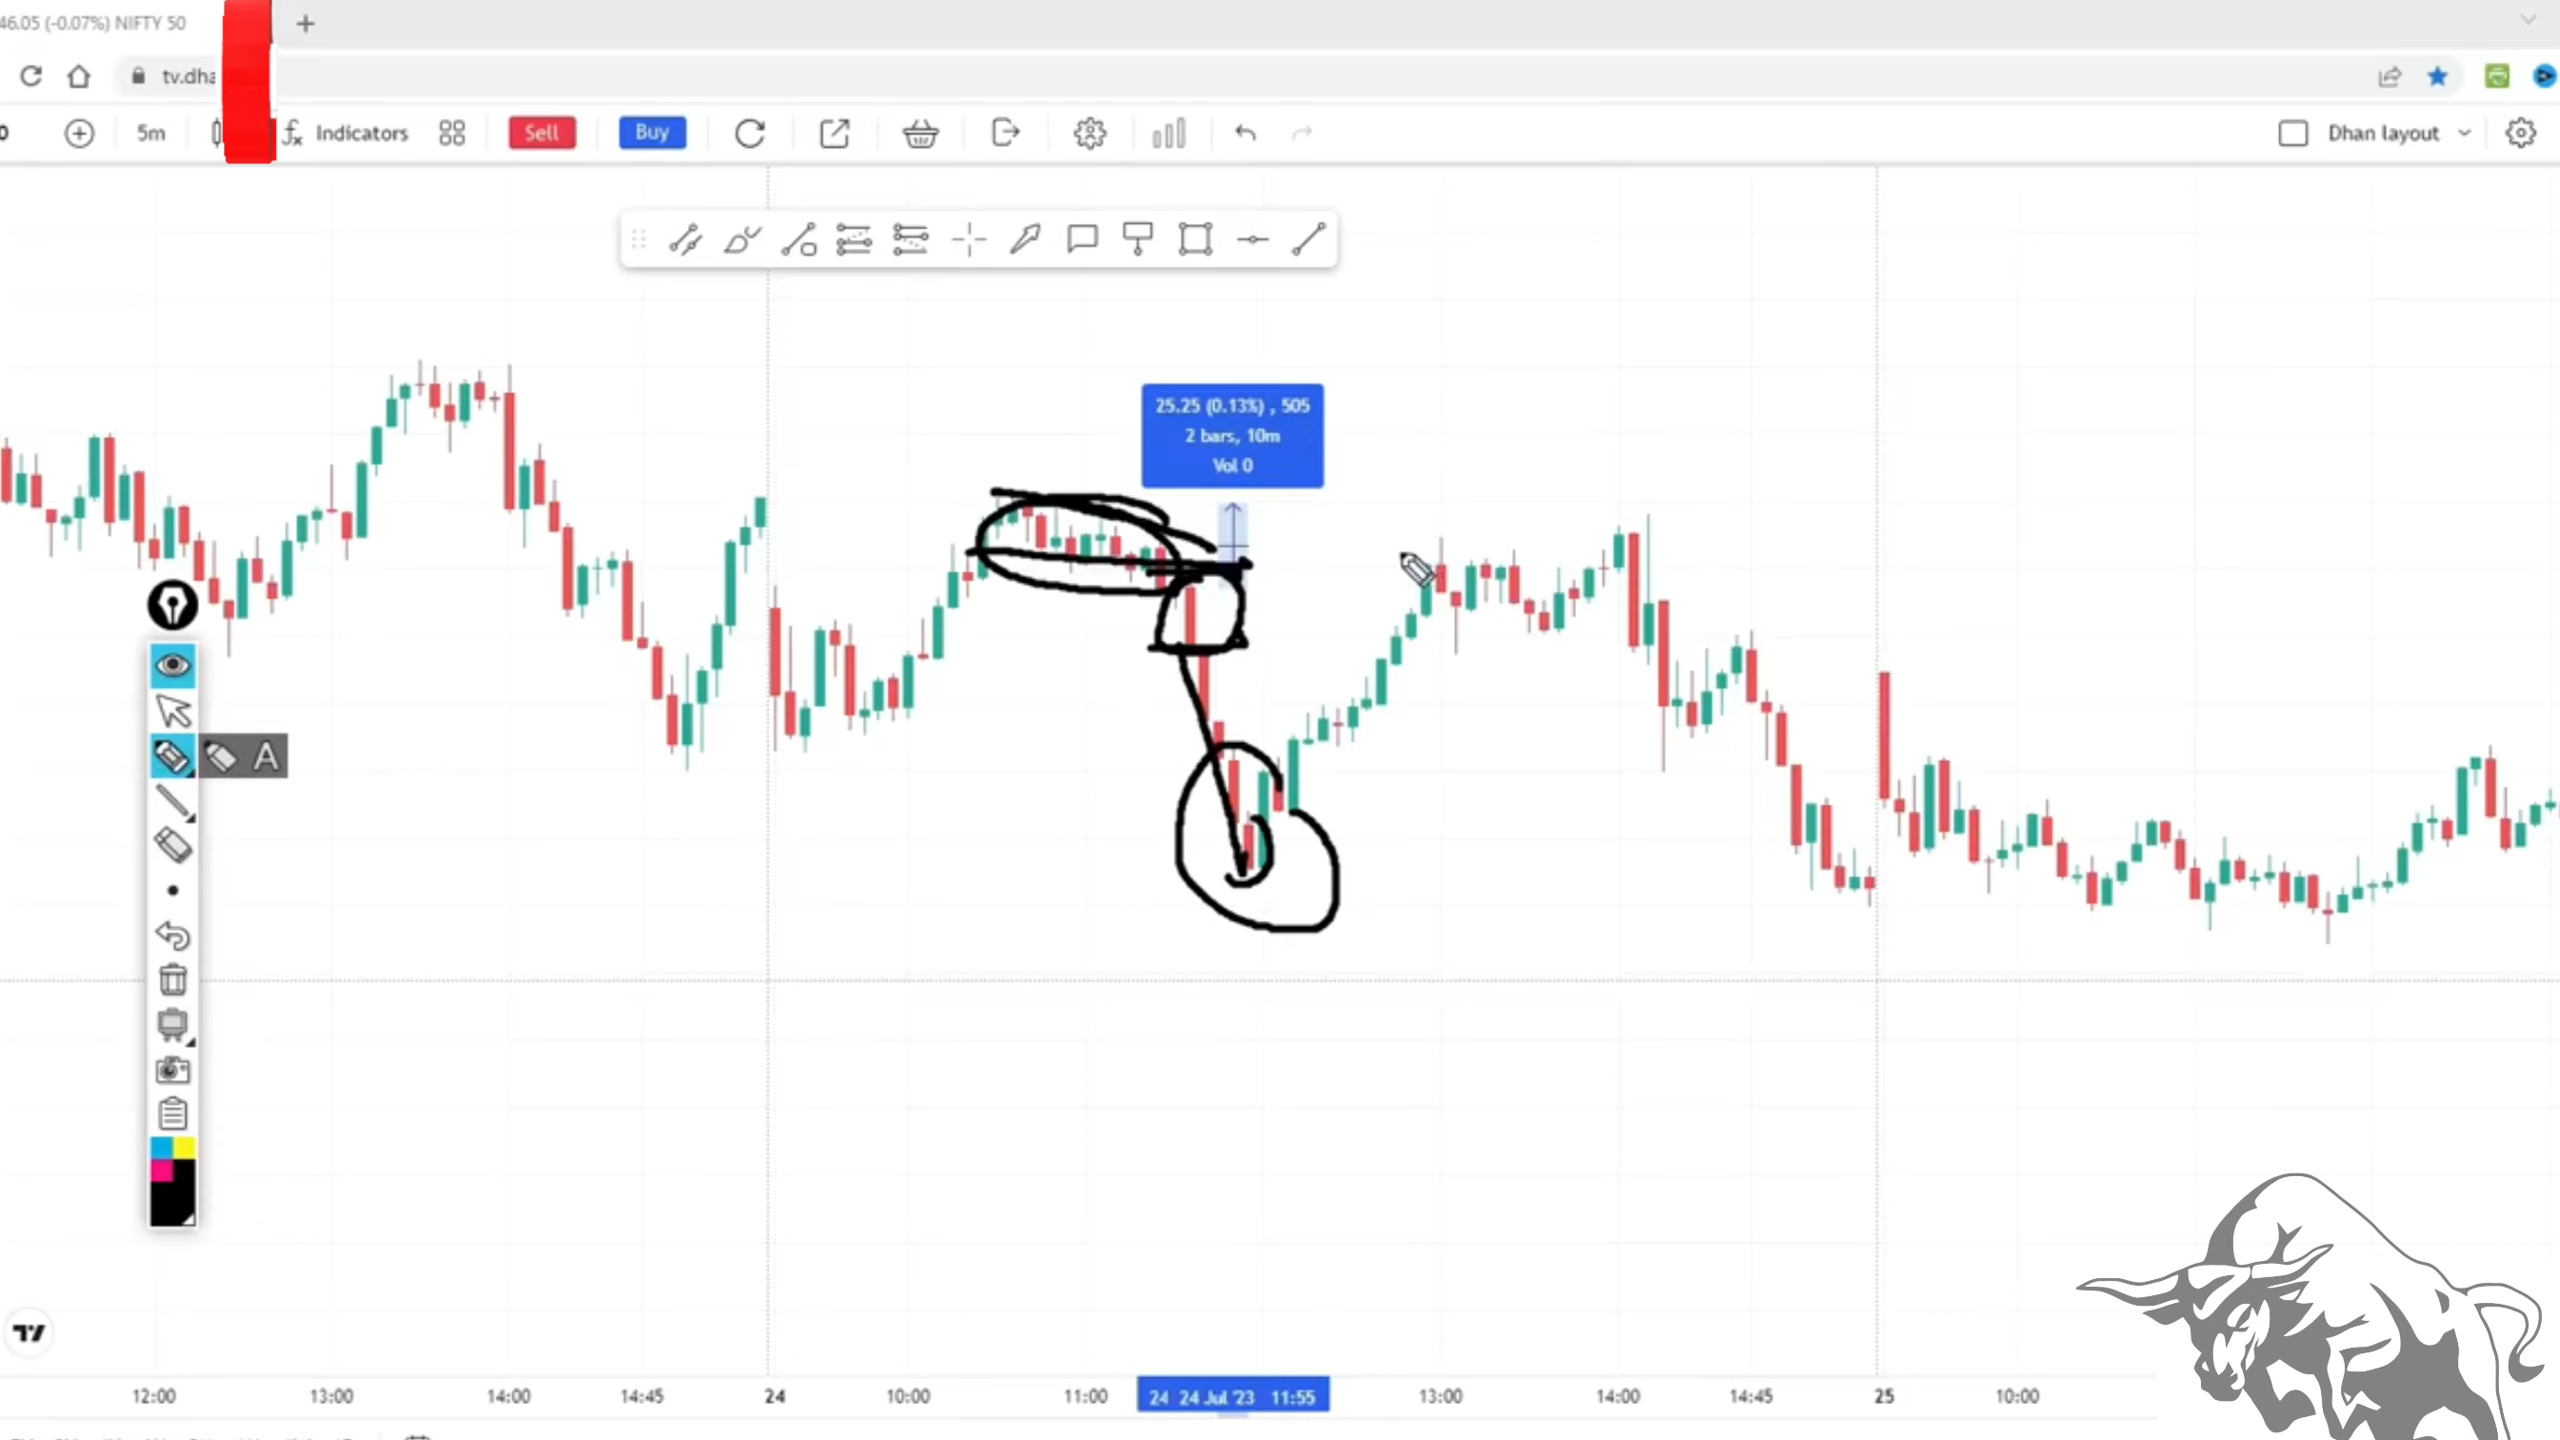 46.05 (-0.07%) NIFTY 50
tv.dha
5m
Indicators
Sell
Buy
Dhan layout
25.25 (0.13%) , 505
2 bars, 10m
Vol 0
A
12:00 13:00 14:00 14:45 24 10:00 11:00 24 24 Jul '23 11:55 13:00 14:00 14:45 25 10:00